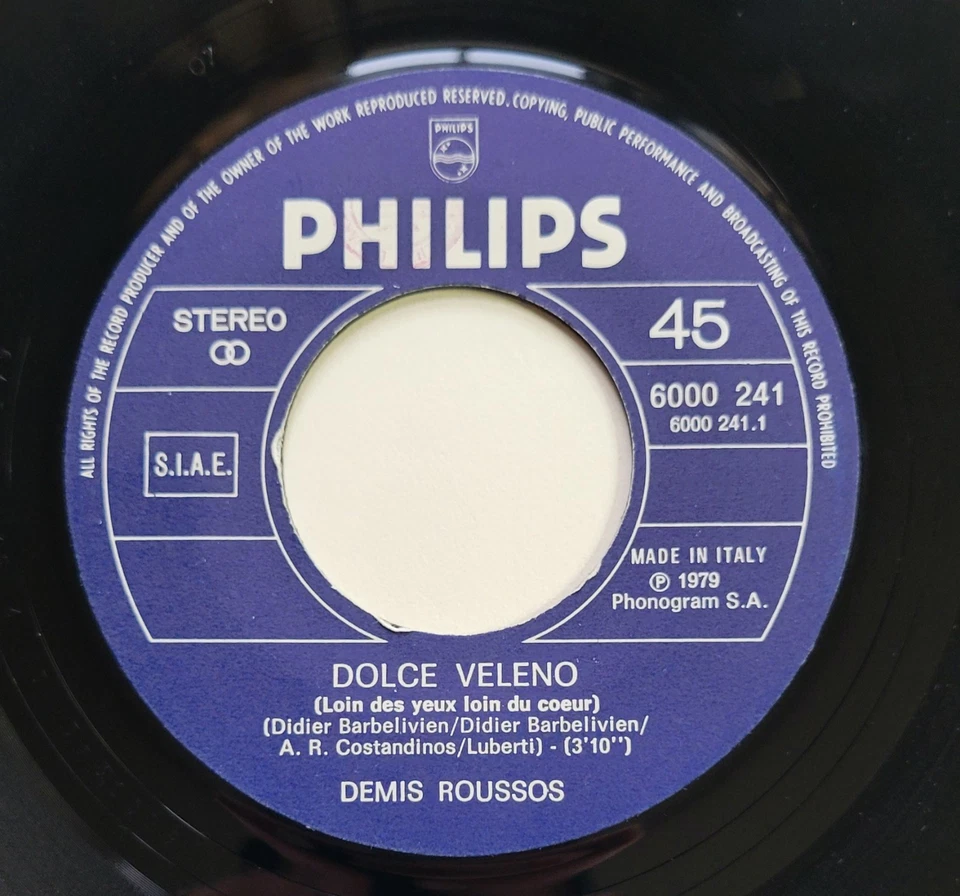 ALL RIGHTS OF THE RECORD PRODUCER AND OF THE OWNER OF THE WORK REPRODUCED RESERVED. COPYING, PUBLIC PERFORMANCE AND BROADCASTING OF THIS RECORD PROHIBITED
PHILIPS
PHILIPS
STEREO
45
6000 241
6000 241.1
S.I.A.E.
MADE IN ITALY
Ⓟ 1979
Phonogram S.A.
DOLCE VELENO
(Loin des yeux loin du coeur)
(Didier Barbelivien/Didier Barbelivien/
A. R. Costandinos/Luberti) - (3'10'')
DEMIS ROUSSOS